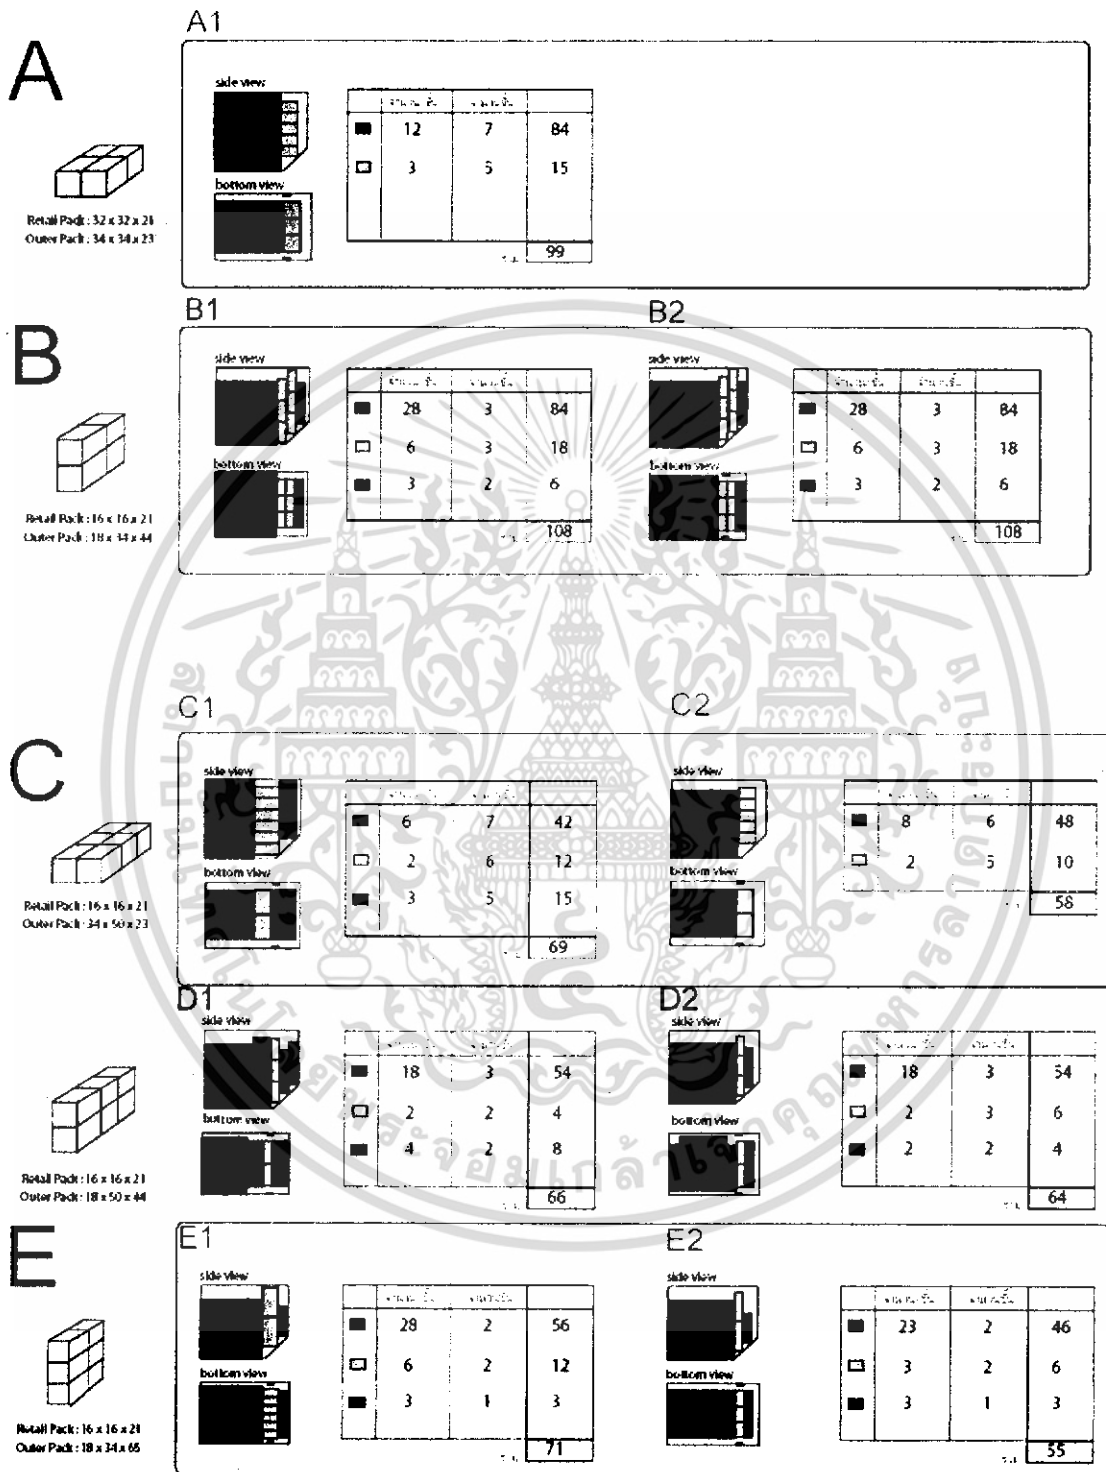 A
A1
side view
12 7 84
3 5 15
bottom view
99
Retail Pack : 32 x 32 x 21
Outer Pack : 34 x 34 x 23
B
B1
side view
28 3 84
6 3 18
bottom view
3 2 6
108
B2
side view
28 3 84
6 3 18
bottom view
3 2 6
108
Retail Pack : 16 x 16 x 21
Outer Pack : 18 x 34 x 44
C
C1
side view
6 7 42
2 6 12
bottom view
3 5 15
69
C2
side view
8 6 48
2 5 10
bottom view
58
Retail Pack : 16 x 16 x 21
Outer Pack : 34 x 50 x 23
D1
side view
18 3 54
2 2 4
bottom view
4 2 8
66
D2
side view
18 3 54
2 3 6
bottom view
2 2 4
64
Retail Pack : 16 x 16 x 21
Outer Pack : 18 x 50 x 44
E
E1
side view
28 2 56
6 2 12
bottom view
3 1 3
71
E2
side view
23 2 46
3 2 6
bottom view
3 1 3
55
Retail Pack : 16 x 16 x 21
Outer Pack : 18 x 34 x 65